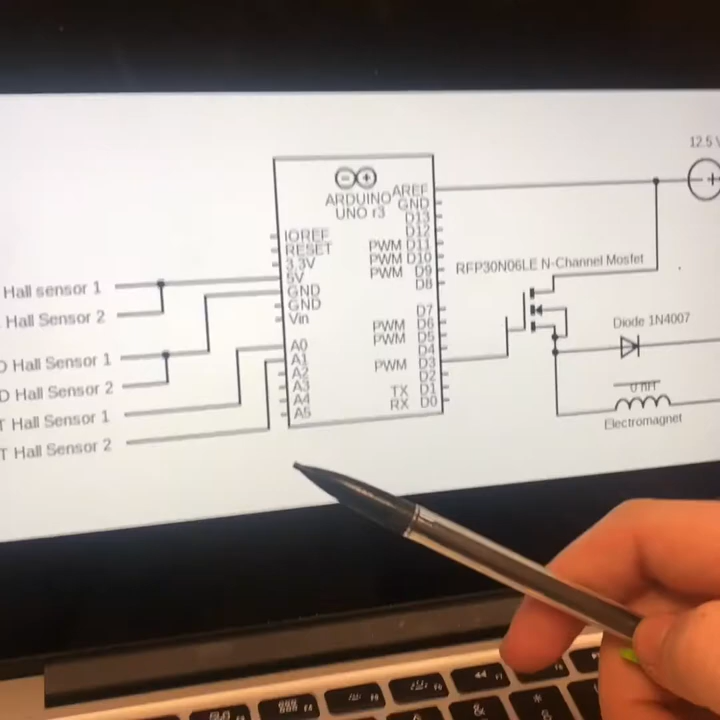 12.5 V
ARDUINO
UNO r3
AREF
GND
D13
D12
PWM D11
PWM D10
PWM D9
D8
D7
PWM D6
PWM D5
D4
PWM D3
D2
TX D1
RX D0
IOREF
RESET
3.3V
5V
GND
GND
Vin
A0
A1
A2
A3
A4
A5
Hall sensor 1
Hall Sensor 2
D Hall Sensor 1
D Hall Sensor 2
T Hall Sensor 1
T Hall Sensor 2
RFP30N06LE N-Channel Mosfet
Diode 1N4007
Electromagnet